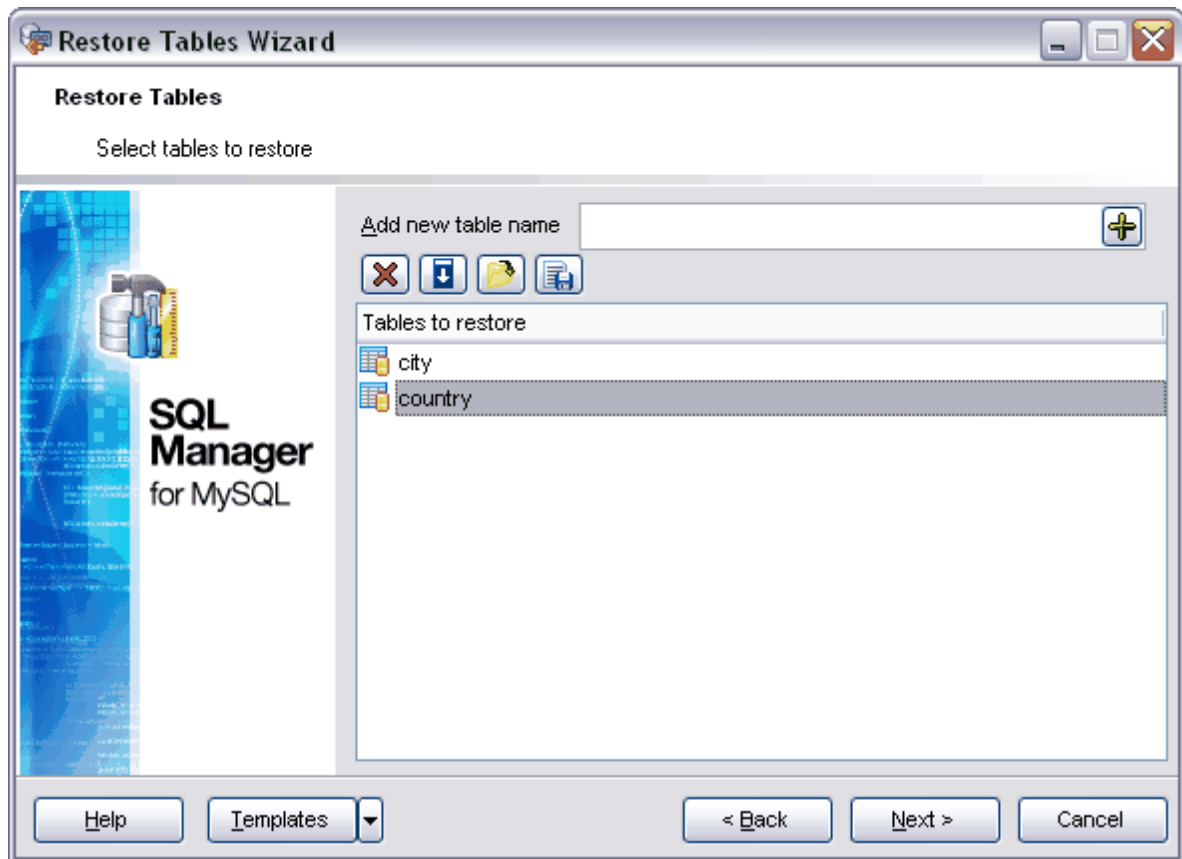 Restore Tables Wizard
Restore Tables
Select tables to restore
SQL
Manager
for MySQL
Add new table name
Tables to restore
city
country
Help
Templates
< Back
Next >
Cancel